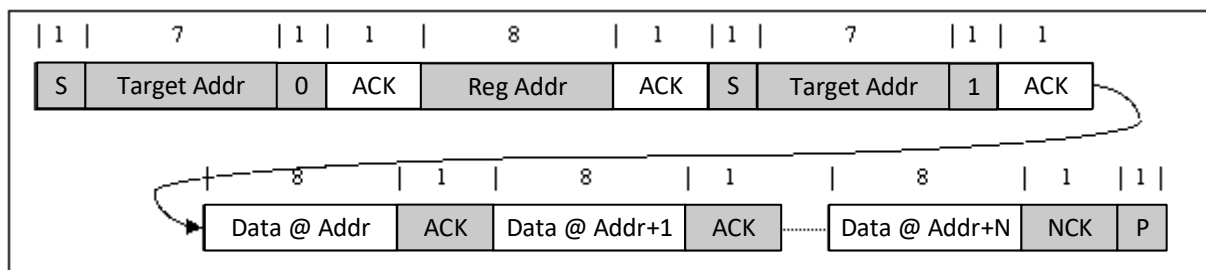 | 1 | 7 | 1 | 1 | 8 | 1 | 1 | 7 | 1 | 1
S Target Addr 0 ACK Reg Addr ACK S Target Addr 1 ACK
| 8 | 1 | 8 | 1 | 8 | 1 | 1 |
Data @ Addr ACK Data @ Addr+1 ACK Data @ Addr+N NCK P